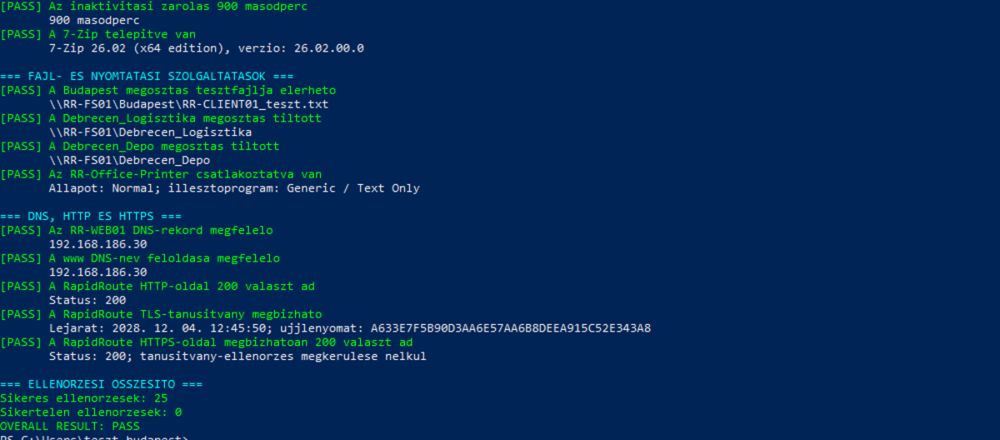 [PASS] Az inaktivitasi zarolas 900 masodperc
900 masodperc
[PASS] A 7-Zip telepitve van
7-Zip 26.02 (x64 edition), verzio: 26.02.00.0
=== FAJL- ES NYOMTATASI SZOLGALTATASOK ===
[PASS] A Budapest megosztas tesztfajlja elerheto
\\RR-FS01\Budapest\RR-CLIENT01_teszt.txt
[PASS] A Debrecen_Logisztika megosztas tiltott
\\RR-FS01\Debrecen_Logisztika
[PASS] A Debrecen_Depo megosztas tiltott
\\RR-FS01\Debrecen_Depo
[PASS] Az RR-Office-Printer csatlakoztatva van
Allapot: Normal; illesztoprogram: Generic / Text Only
=== DNS, HTTP ES HTTPS ===
[PASS] Az RR-WEB01 DNS-rekord megfelelo
192.168.186.30
[PASS] A www DNS-nev feloldasa megfelelo
192.168.186.30
[PASS] A RapidRoute HTTP-oldal 200 valaszt ad
Status: 200
[PASS] A RapidRoute TLS-tanusitvany megbizhato
Lejarat: 2028. 12. 04. 12:45:50; ujjlenyomat: A633E7F5B90D3AA6E57AA6B8DEEA915C52E343A8
[PASS] A RapidRoute HTTPS-oldal megbizhatoan 200 valaszt ad
Status: 200; tanusitvany-ellenorzes megkerulese nelkul
=== ELLENORZESI OSSZESITO ===
Sikeres ellenorzesek: 25
Sikertelen ellenorzesek: 0
OVERALL RESULT: PASS
PS C:\Users\teszt.budapest>